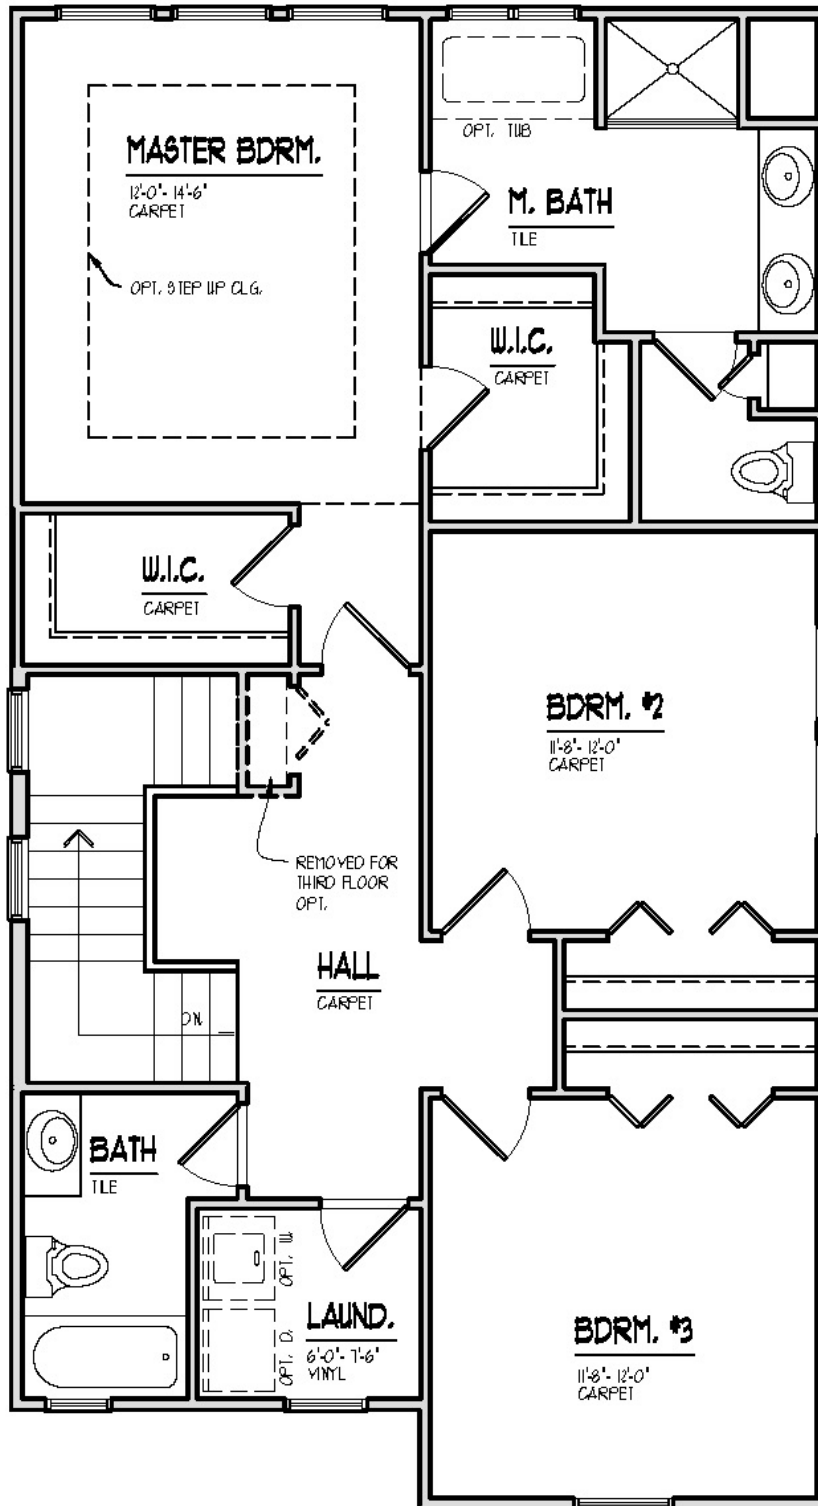 MASTER BDRM.
12'-0"- 14'-6"
CARPET
OPT. STEP UP CLG.
OPT. TUB
M. BATH
TILE
W.I.C.
CARPET
W.I.C.
CARPET
BDRM. #2
11'-8"- 12'-0"
CARPET
REMOVED FOR
THIRD FLOOR
OPT.
HALL
CARPET
DN.
BATH
TILE
OPT. W.
OPT. D.
LAUND.
6'-0"- 7'-6"
VINYL
BDRM. #3
11'-8"- 12'-0"
CARPET